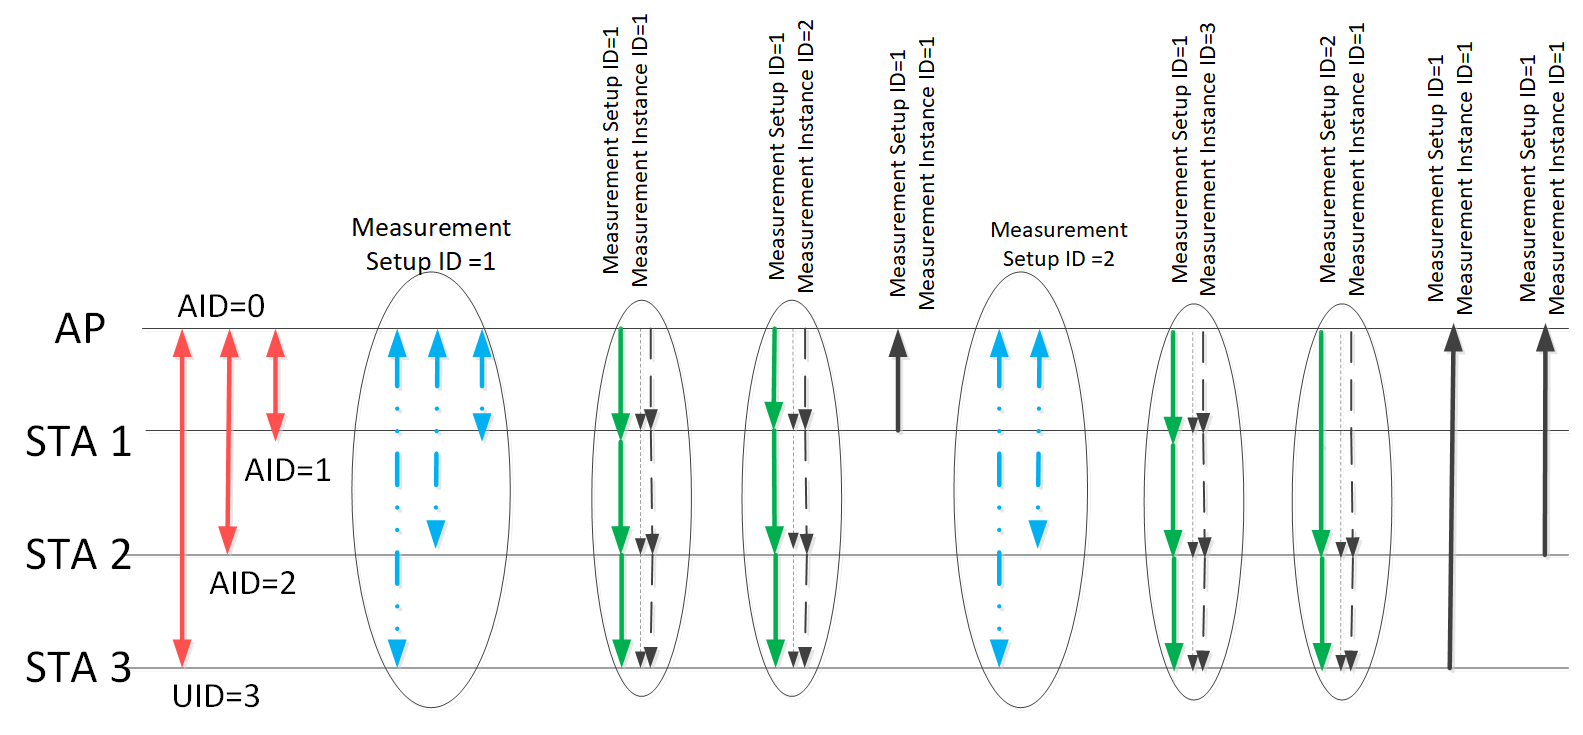 Measurement Setup ID=1
Measurement Instance ID=1
Measurement Setup ID=1
Measurement Instance ID=2
Measurement Setup ID=1
Measurement Instance ID=1
Measurement Setup ID=1
Measurement Instance ID=3
Measurement Setup ID=2
Measurement Instance ID=1
Measurement Setup ID=1
Measurement Instance ID=1
Measurement Setup ID=1
Measurement Instance ID=1
Measurement
Setup ID =1
Measurement
Setup ID =2
AID=0
AP
STA 1
AID=1
STA 2
AID=2
STA 3
UID=3